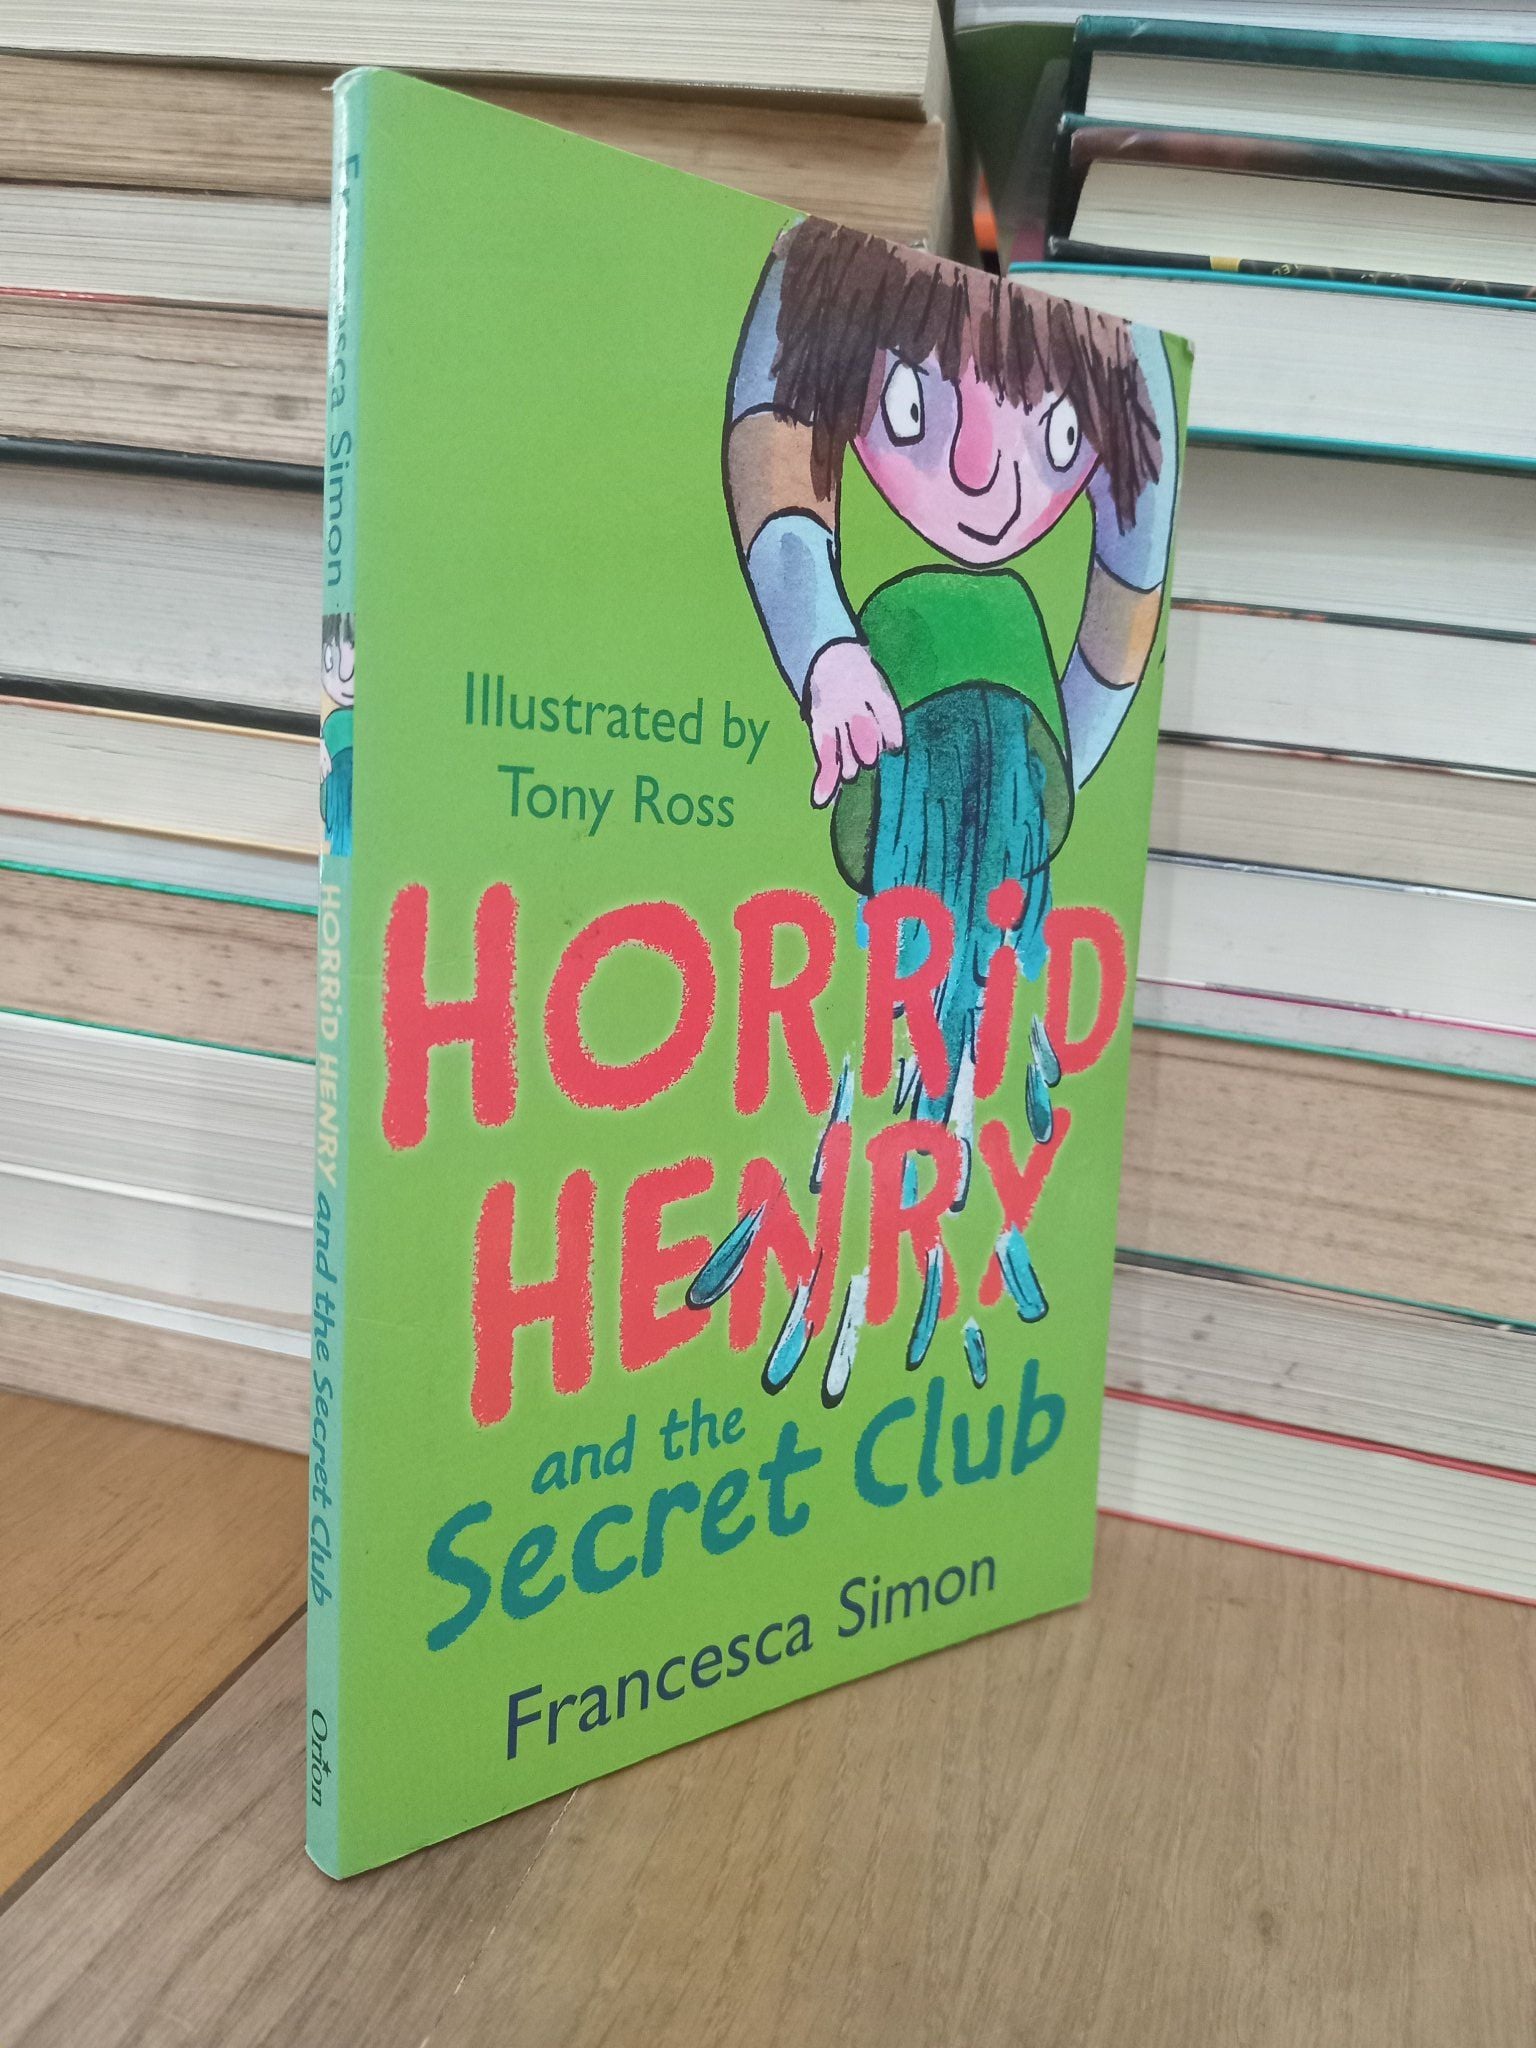 Illustrated by
Tony Ross
HORRiD
HENRY
and the
Secret Club
Francesca Simon
Francesca Simon
HORRiD HENRY and the Secret Club
Orion